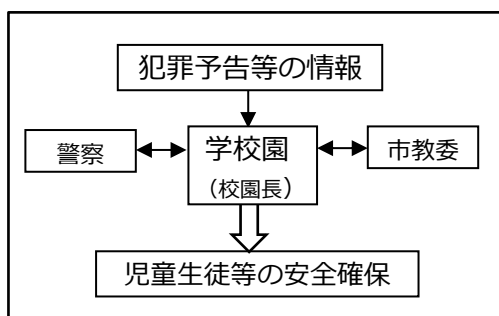 犯罪予告等の情報
警察
学校園
（校園長）
市教委
児童生徒等の安全確保